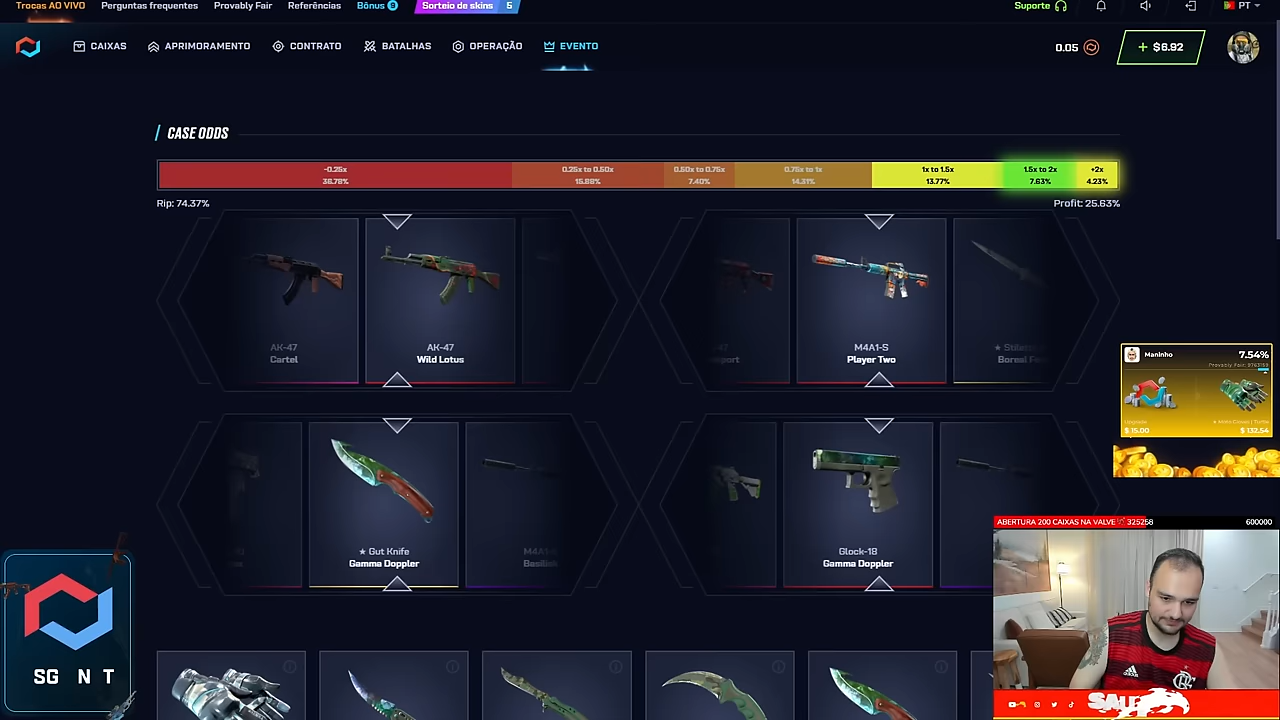 Trocas AO VIVO Perguntas frequentes Provably Fair Referências Bônus Sorteio de skins 5 Suporte PT
CAIXAS APRIMORAMENTO CONTRATO BATALHAS OPERAÇÃO EVENTO 0.05 + $6.92
CASE ODDS
-0.25x 0.25x to 0.50x 0.50x to 0.75x 0.75x to 1x 1x to 1.5x 1.5x to 2x +2x
36.78% 15.88% 7.40% 14.31% 13.77% 7.63% 4.23%
Rip: 74.37% Profit: 25.63%
AK-47 AK-47 M4A1-S
Cartel Wild Lotus Player Two
Maninho 7.54%
Upgrade
$ 15.00 $ 132.54
★ Gut Knife Glock-18
Gamma Doppler Gamma Doppler
ABERTURA 200 CAIXAS NA VALVE 325258 600000
SG N T